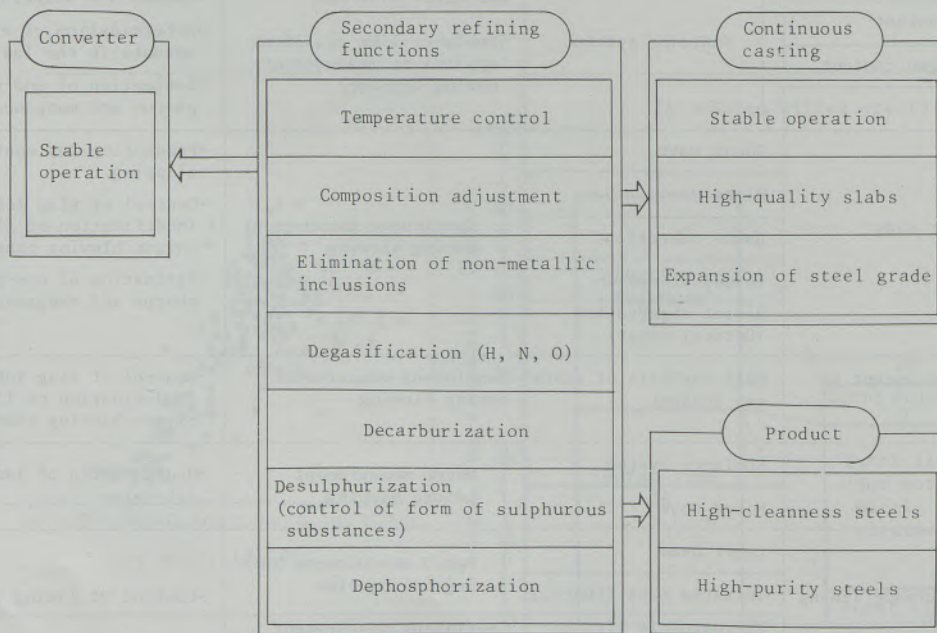 Converter
Stable
operation
Secondary refining
functions
Temperature control
Composition adjustment
Elimination of non-metallic
inclusions
Degasification (H, N, O)
Decarburization
Desulphurization
(control of form of sulphurous
substances)
Dephosphorization
Continuous
casting
Stable operation
High-quality slabs
Expansion of steel grade
Product
High-cleanness steels
High-purity steels